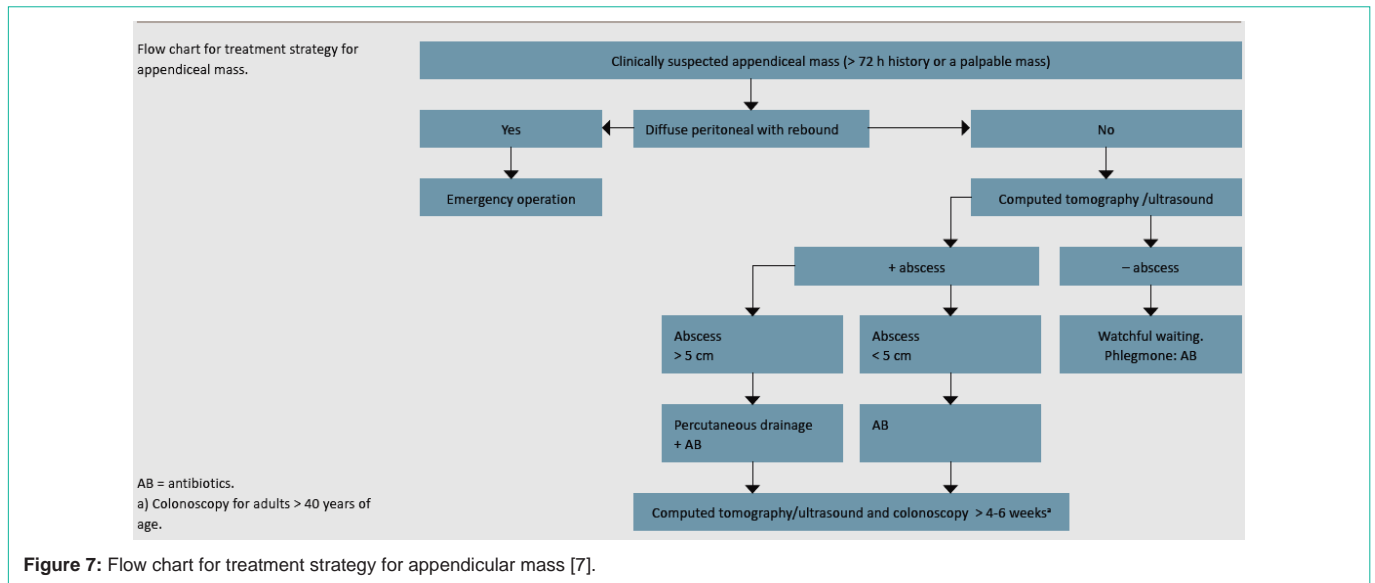 Flow chart for treatment strategy for
appendiceal mass.
Clinically suspected appendiceal mass (> 72 h history or a palpable mass)
Yes
Diffuse peritoneal with rebound
No
Emergency operation
Computed tomography /ultrasound
+ abscess
– abscess
Abscess
> 5 cm
Abscess
< 5 cm
Watchful waiting.
Phlegmone: AB
Percutaneous drainage
+ AB
AB
Computed tomography/ultrasound and colonoscopy > 4-6 weeksᵃ
AB = antibiotics.
a) Colonoscopy for adults > 40 years of
age.
Figure 7: Flow chart for treatment strategy for appendicular mass [7].